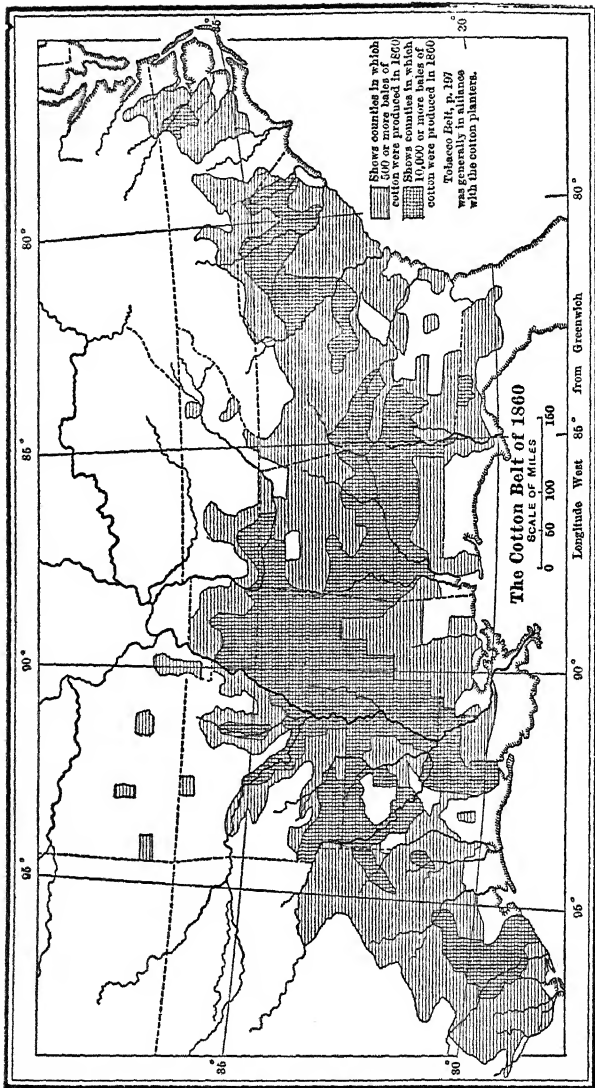 95°
90°
85°
80°
35°
35
30°
30
Shows counties in which
500 or more bales of
cotton were produced in 1860
Shows counties in which
10,000 or more bales of
cotton were produced in 1860
Tobacco Belt, p. 197
was generally in alliance
with the cotton planters.
The Cotton Belt of 1860
SCALE OF MILES
0 50 100 150
95°
90°
85°
80°
Longitude West from Greenwich